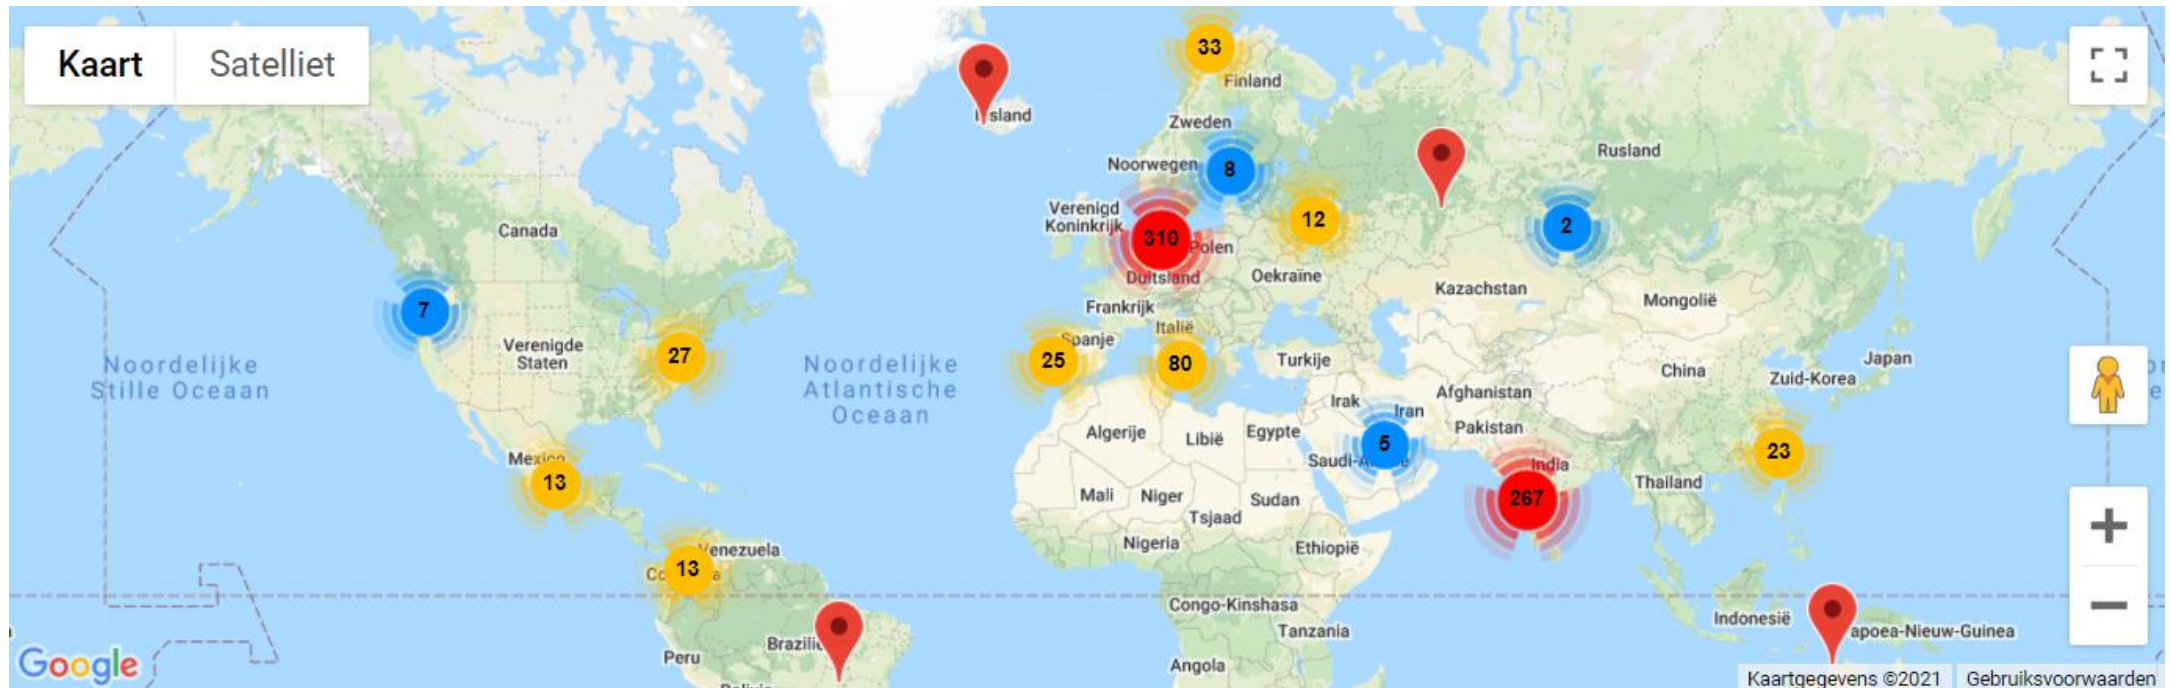 Kaart
Satelliet
33
Finland
Zweden
Rusland
Noorwegen
8
Verenigd
Koninkrijk
310
Polen
12
2
Canada
Duitsland
Oekraïne
Kazachstan
Mongolië
7
Frankrijk
Italië
Verenigde
Staten
27
Spanje
25
80
Turkije
Japan
China
Zuid-Korea
Noordelijke
Stille Oceaan
Noordelijke
Atlantische
Oceaan
Afghanistan
Irak
Iran
Pakistan
Algerije
Libië
Egypte
5
23
Mexico
13
India
267
Thailand
Mali
Niger
Sudan
Tsjaad
Nigeria
Ethiopië
Venezuela
13
Congo-Kinshasa
Tanzania
Indonesië
apoea-Nieuw-Guinea
Peru
Angola
Google
Kaartgegevens ©2021
Gebruiksvoorwaarden